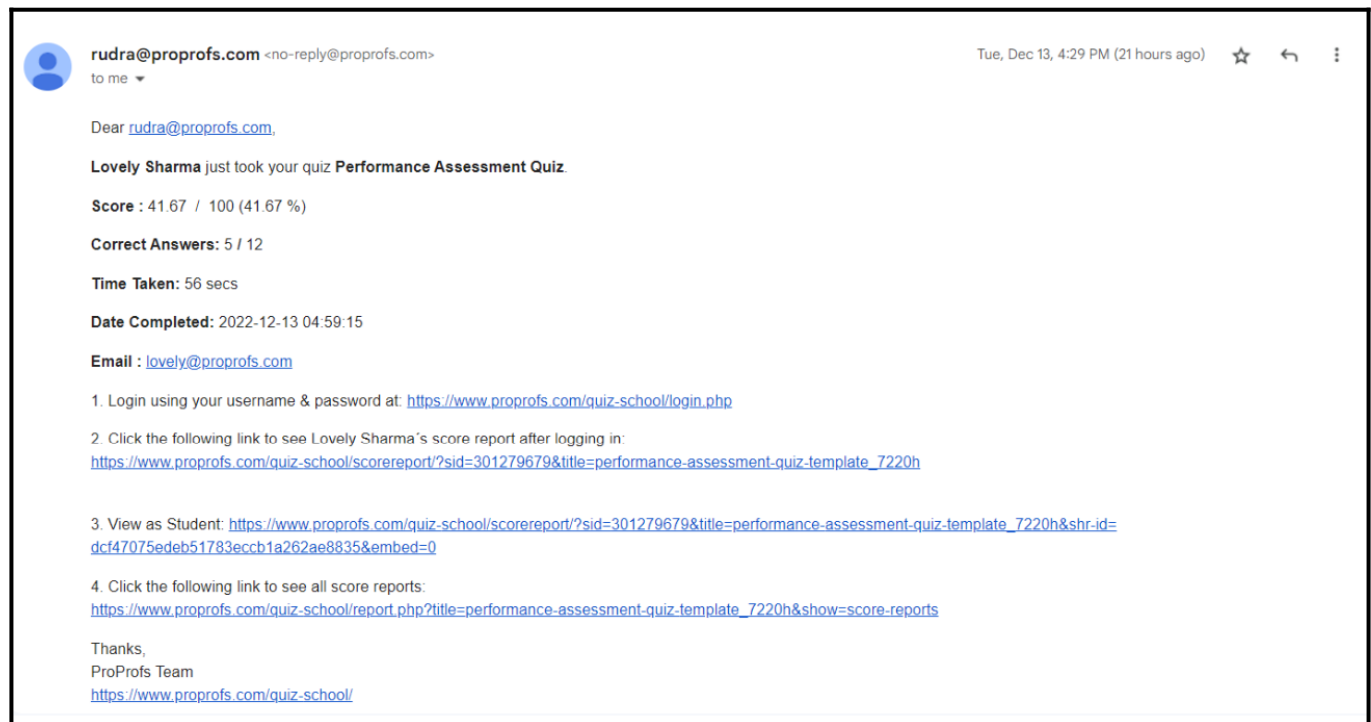 rudra@proprofs.com <no-reply@proprofs.com>
Tue, Dec 13, 4:29 PM (21 hours ago)
to me
Dear rudra@proprofs.com,
Lovely Sharma just took your quiz Performance Assessment Quiz.
Score : 41.67 / 100 (41.67 %)
Correct Answers: 5 / 12
Time Taken: 56 secs
Date Completed: 2022-12-13 04:59:15
Email : lovely@proprofs.com
1. Login using your username & password at: https://www.proprofs.com/quiz-school/login.php
2. Click the following link to see Lovely Sharma´s score report after logging in:
https://www.proprofs.com/quiz-school/scorereport/?sid=301279679&title=performance-assessment-quiz-template_7220h
3. View as Student: https://www.proprofs.com/quiz-school/scorereport/?sid=301279679&title=performance-assessment-quiz-template_7220h&shr-id=
dcf47075edeb51783eccb1a262ae8835&embed=0
4. Click the following link to see all score reports:
https://www.proprofs.com/quiz-school/report.php?title=performance-assessment-quiz-template_7220h&show=score-reports
Thanks,
ProProfs Team
https://www.proprofs.com/quiz-school/